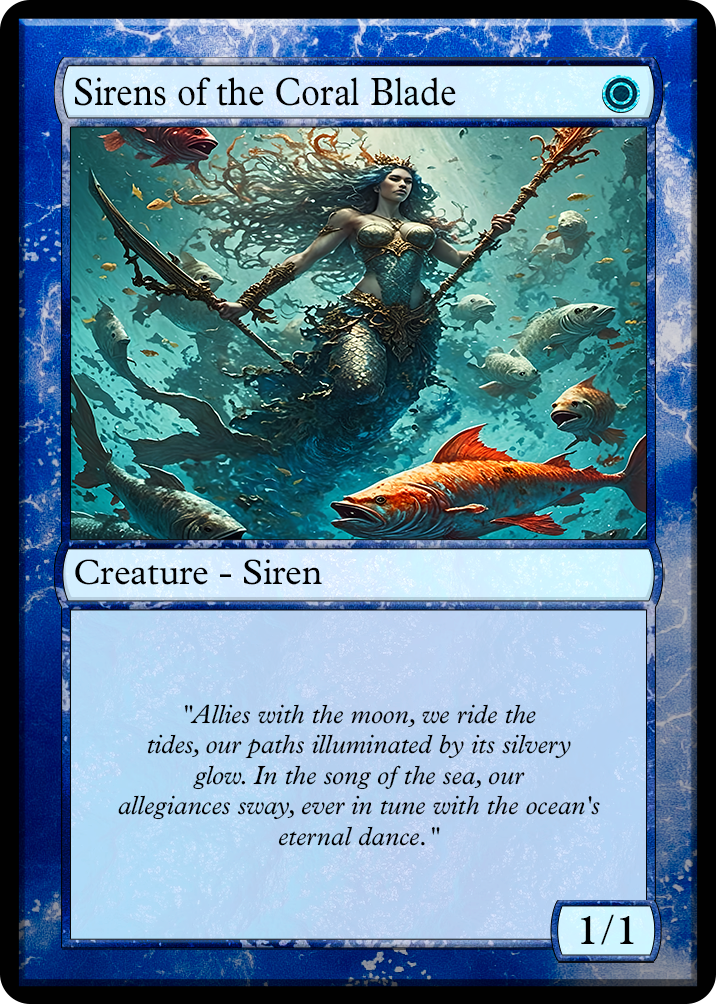 Sirens of the Coral Blade
Creature - Siren
"Allies with the moon, we ride the
tides, our paths illuminated by its silvery
glow. In the song of the sea, our
allegiances sway, ever in tune with the ocean's
eternal dance."
1/1